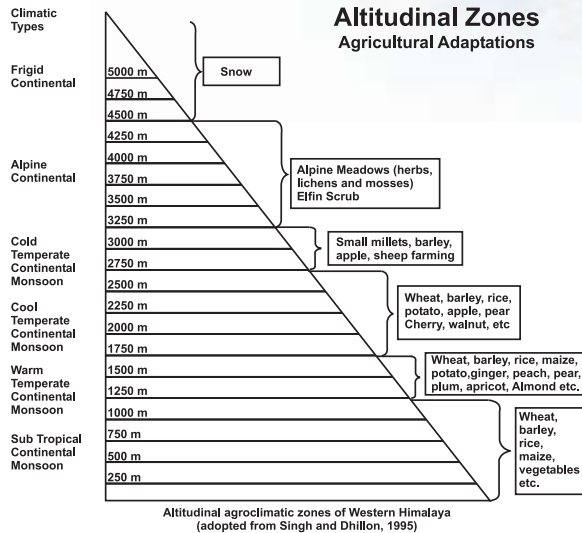 Altitudinal Zones
Agricultural Adaptations
Climatic
Types
Frigid
Continental
Alpine
Continental
Cold
Temperate
Continental
Monsoon
Cool
Temperate
Continental
Monsoon
Warm
Temperate
Continental
Monsoon
Sub Tropical
Continental
Monsoon
5000 m
4750 m
4500 m
4250 m
4000 m
3750 m
3500 m
3250 m
3000 m
2750 m
2500 m
2250 m
2000 m
1750 m
1500 m
1250 m
1000 m
750 m
500 m
250 m
Snow
Alpine Meadows (herbs,
lichens and mosses)
Elfin Scrub
Small millets, barley,
apple, sheep farming
Wheat, barley, rice,
potato, apple, pear
Cherry, walnut, etc
Wheat, barley, rice, maize,
potato,ginger, peach, pear,
plum, apricot, Almond etc.
Wheat,
barley,
rice,
maize,
vegetables
etc.
Altitudinal agroclimatic zones of Western Himalaya
(adopted from Singh and Dhillon, 1995)